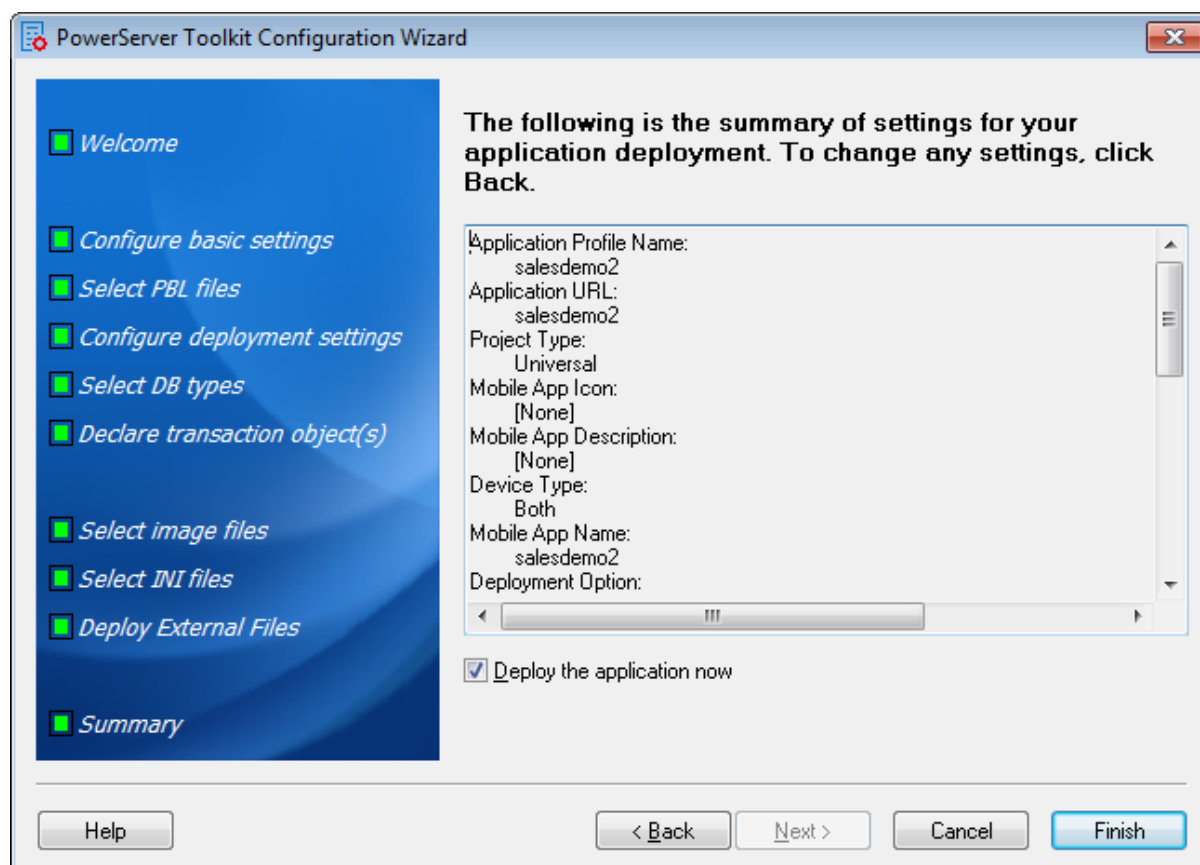 PowerServer Toolkit Configuration Wizard
Welcome
Configure basic settings
Select PBL files
Configure deployment settings
Select DB types
Declare transaction object(s)
Select image files
Select INI files
Deploy External Files
Summary
The following is the summary of settings for your
application deployment. To change any settings, click
Back.
Application Profile Name:
salesdemo2
Application URL:
salesdemo2
Project Type:
Universal
Mobile App Icon:
[None]
Mobile App Description:
[None]
Device Type:
Both
Mobile App Name:
salesdemo2
Deployment Option:
Deploy the application now
Help
< Back
Next >
Cancel
Finish